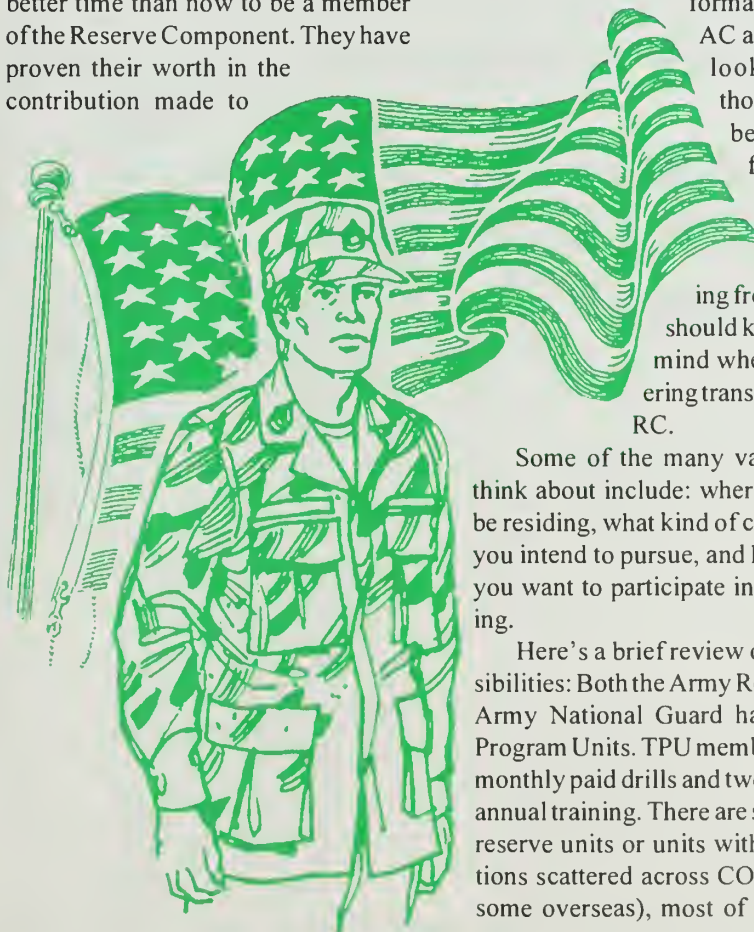 better time than now to be a member
of the Reserve Component. They have
proven their worth in the
contribution made to
forma
AC a
look
tho
be
f
ing fro
should k
mind whe
ering trans
RC.
Some of the many va
think about include: wher
be residing, what kind of c
you intend to pursue, and h
you want to participate in
ing.
Here's a brief review o
sibilities: Both the Army R
Army National Guard ha
Program Units. TPU memb
monthly paid drills and two
annual training. There are s
reserve units or units with
tions scattered across CO
some overseas), most of